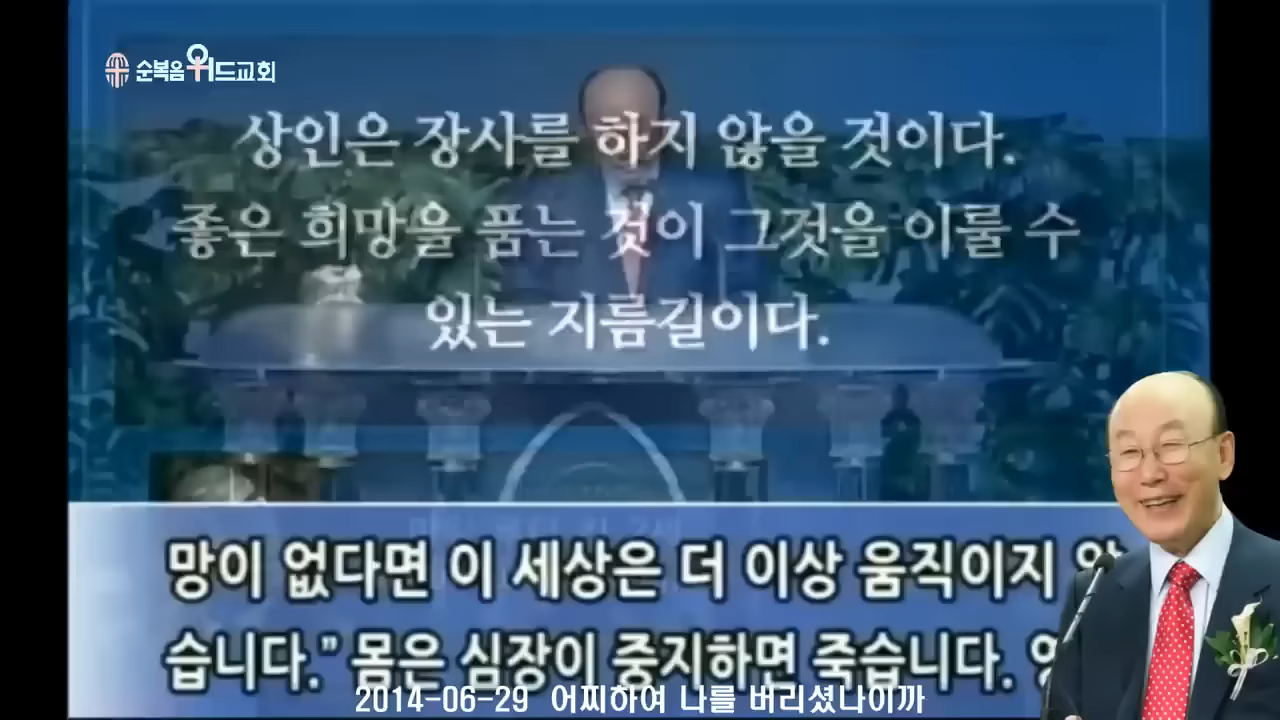 순복음위드교회
상인은 장사를 하지 않을 것이다.
좋은 희망을 품는 것이 그것을 이룰 수
있는 지름길이다.
망이 없다면 이 세상은 더 이상 움직이지
습니다.” 몸은 심장이 중지하면 죽습니다.
2014-06-29 어찌하여 나를 버리셨나이까